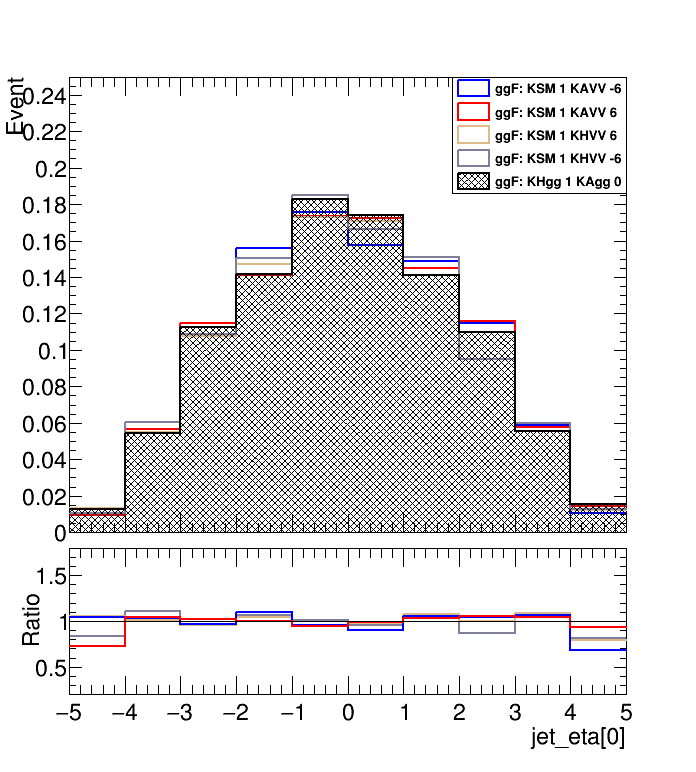 Event
0.24
0.22
0.2
0.18
0.16
0.14
0.12
0.1
0.08
0.06
0.04
0.02
0
ggF: KSM 1 KAVV -6
ggF: KSM 1 KAVV 6
ggF: KSM 1 KHVV 6
ggF: KSM 1 KHVV -6
ggF: KHgg 1 KAgg 0
Ratio
1.5
1
0.5
−5 −4 −3 −2 −1 0 1 2 3 4 5
jet_eta[0]